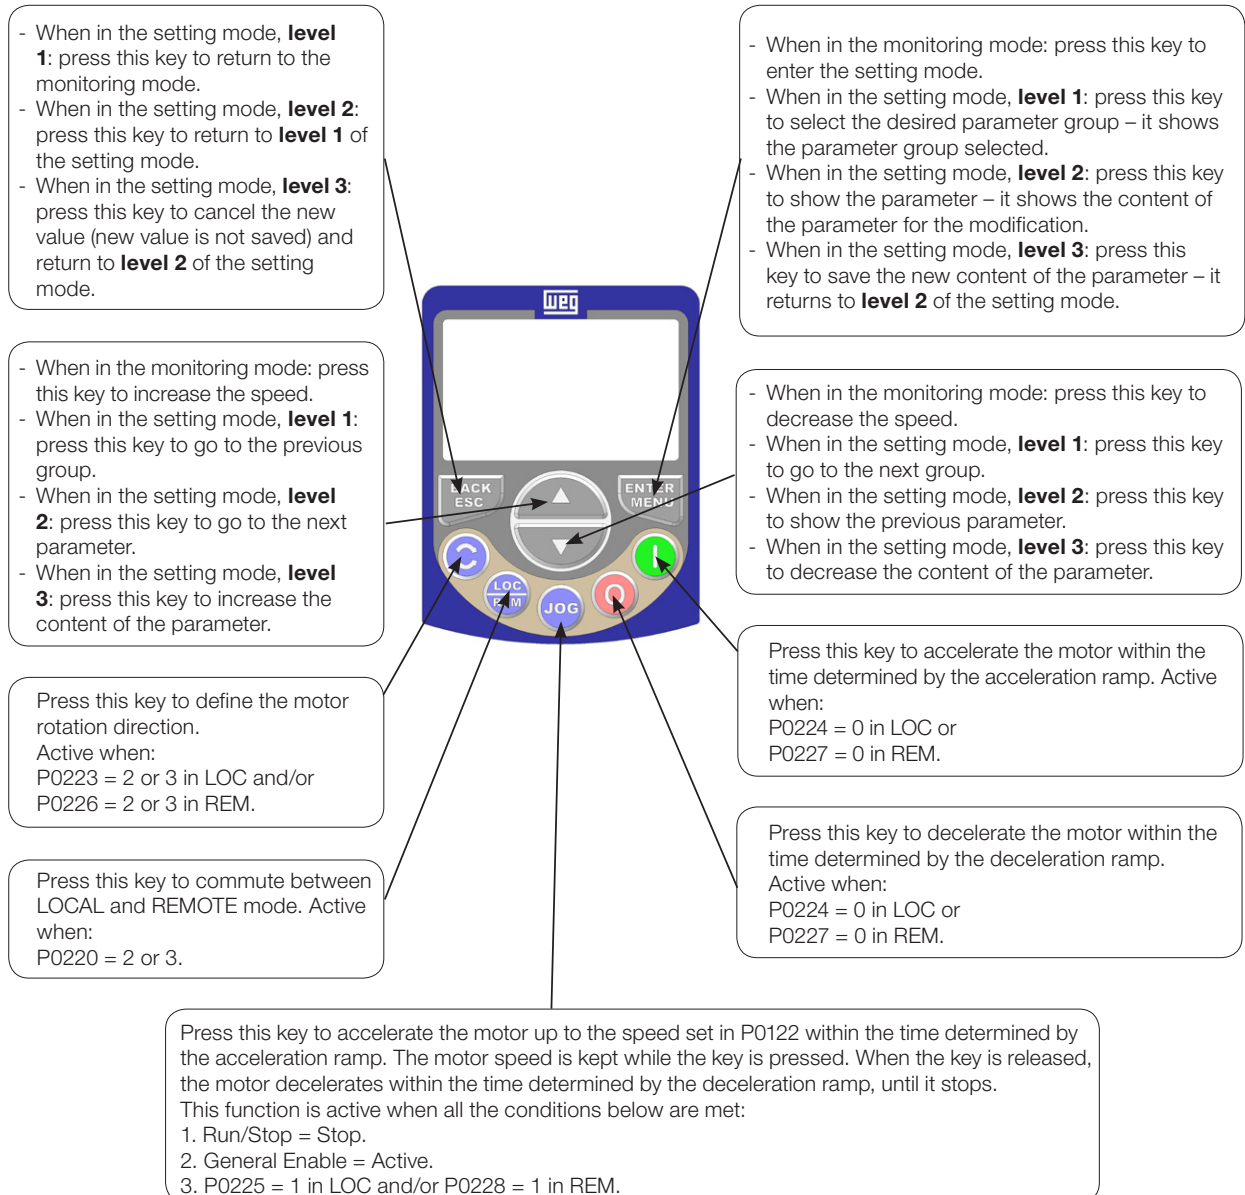 - When in the setting mode, level
1: press this key to return to the
monitoring mode.
- When in the setting mode, level 2:
press this key to return to level 1 of
the setting mode.
- When in the setting mode, level 3:
press this key to cancel the new
value (new value is not saved) and
return to level 2 of the setting
mode.
- When in the monitoring mode: press this key to
enter the setting mode.
- When in the setting mode, level 1: press this key
to select the desired parameter group – it shows
the parameter group selected.
- When in the setting mode, level 2: press this key
to show the parameter – it shows the content of
the parameter for the modification.
- When in the setting mode, level 3: press this
key to save the new content of the parameter – it
returns to level 2 of the setting mode.
- When in the monitoring mode: press
this key to increase the speed.
- When in the setting mode, level 1:
press this key to go to the previous
group.
- When in the setting mode, level
2: press this key to go to the next
parameter.
- When in the setting mode, level
3: press this key to increase the
content of the parameter.
weg
BACK
ESC
ENTER
MENU
LOC
REM
JOG
- When in the monitoring mode: press this key to
decrease the speed.
- When in the setting mode, level 1: press this key
to go to the next group.
- When in the setting mode, level 2: press this key
to show the previous parameter.
- When in the setting mode, level 3: press this key
to decrease the content of the parameter.
Press this key to define the motor
rotation direction.
Active when:
P0223 = 2 or 3 in LOC and/or
P0226 = 2 or 3 in REM.
Press this key to accelerate the motor within the
time determined by the acceleration ramp. Active
when:
P0224 = 0 in LOC or
P0227 = 0 in REM.
Press this key to commute between
LOCAL and REMOTE mode. Active
when:
P0220 = 2 or 3.
Press this key to decelerate the motor within the
time determined by the deceleration ramp.
Active when:
P0224 = 0 in LOC or
P0227 = 0 in REM.
Press this key to accelerate the motor up to the speed set in P0122 within the time determined by
the acceleration ramp. The motor speed is kept while the key is pressed. When the key is released,
the motor decelerates within the time determined by the deceleration ramp, until it stops.
This function is active when all the conditions below are met:
1. Run/Stop = Stop.
2. General Enable = Active.
3. P0225 = 1 in LOC and/or P0228 = 1 in REM.